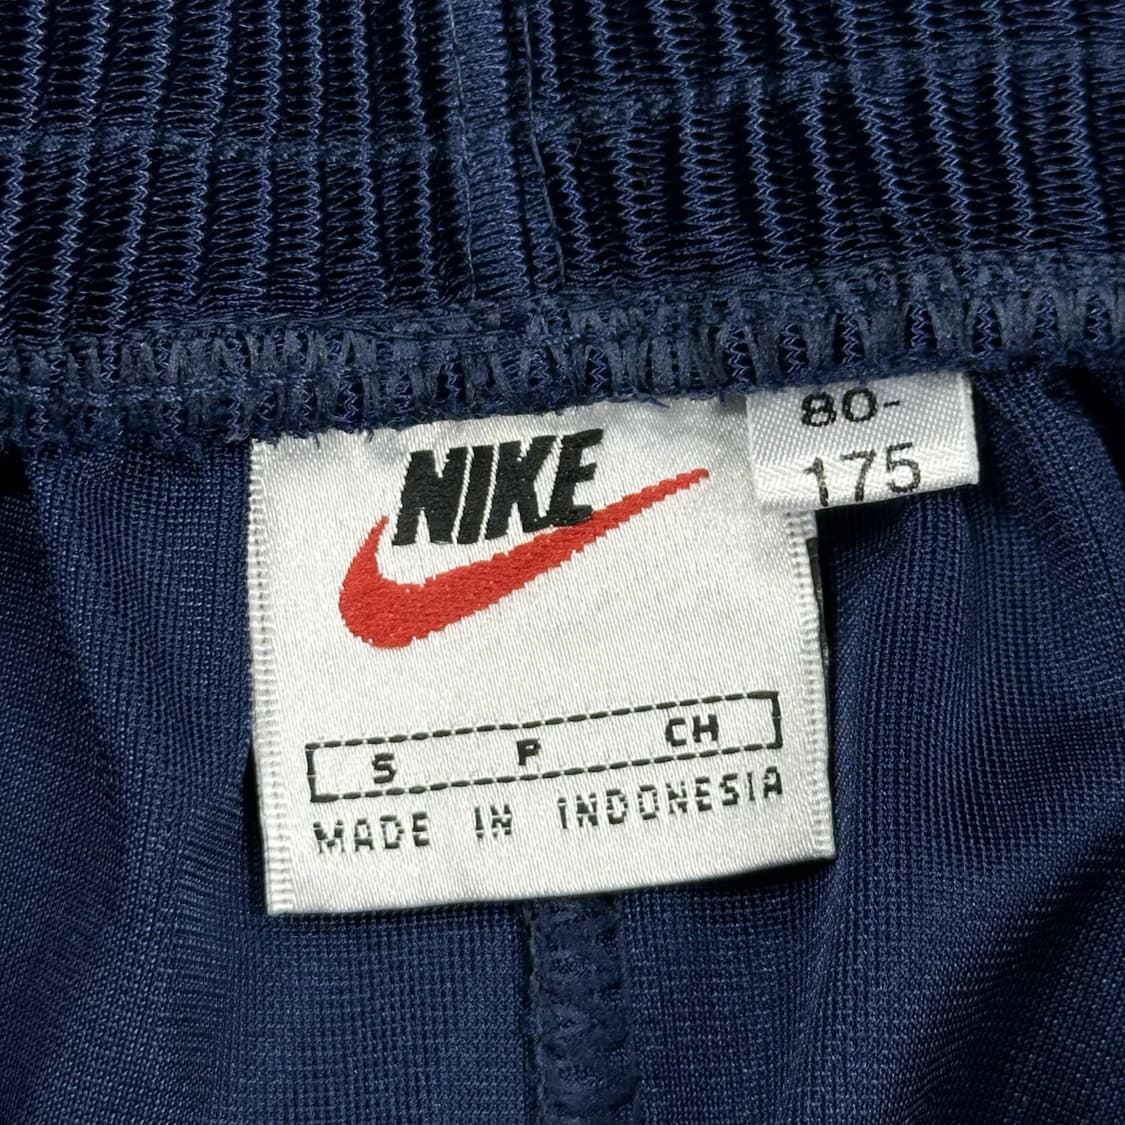 NIKE
80-
175
S P CH
MADE IN INDONESIA